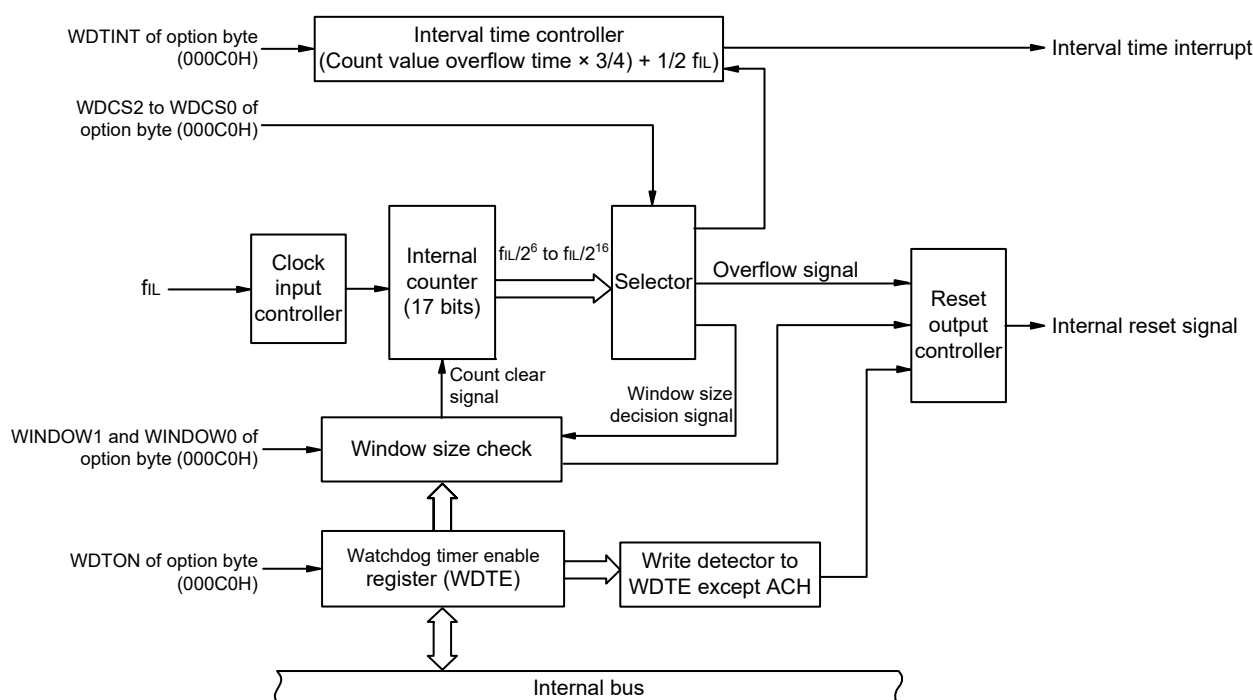 WDTINT of option byte
(000C0H)
Interval time controller
(Count value overflow time × 3/4) + 1/2 fIL)
Interval time interrupt
WDCS2 to WDCS0 of
option byte (000C0H)
fIL
Clock
input
controller
Internal
counter
(17 bits)
fIL/2⁶ to fIL/2¹⁶
Selector
Overflow signal
Reset
output
controller
Internal reset signal
Count clear
signal
Window size
decision signal
WINDOW1 and WINDOW0 of
option byte (000C0H)
Window size check
WDTON of option byte
(000C0H)
Watchdog timer enable
register (WDTE)
Write detector to
WDTE except ACH
Internal bus